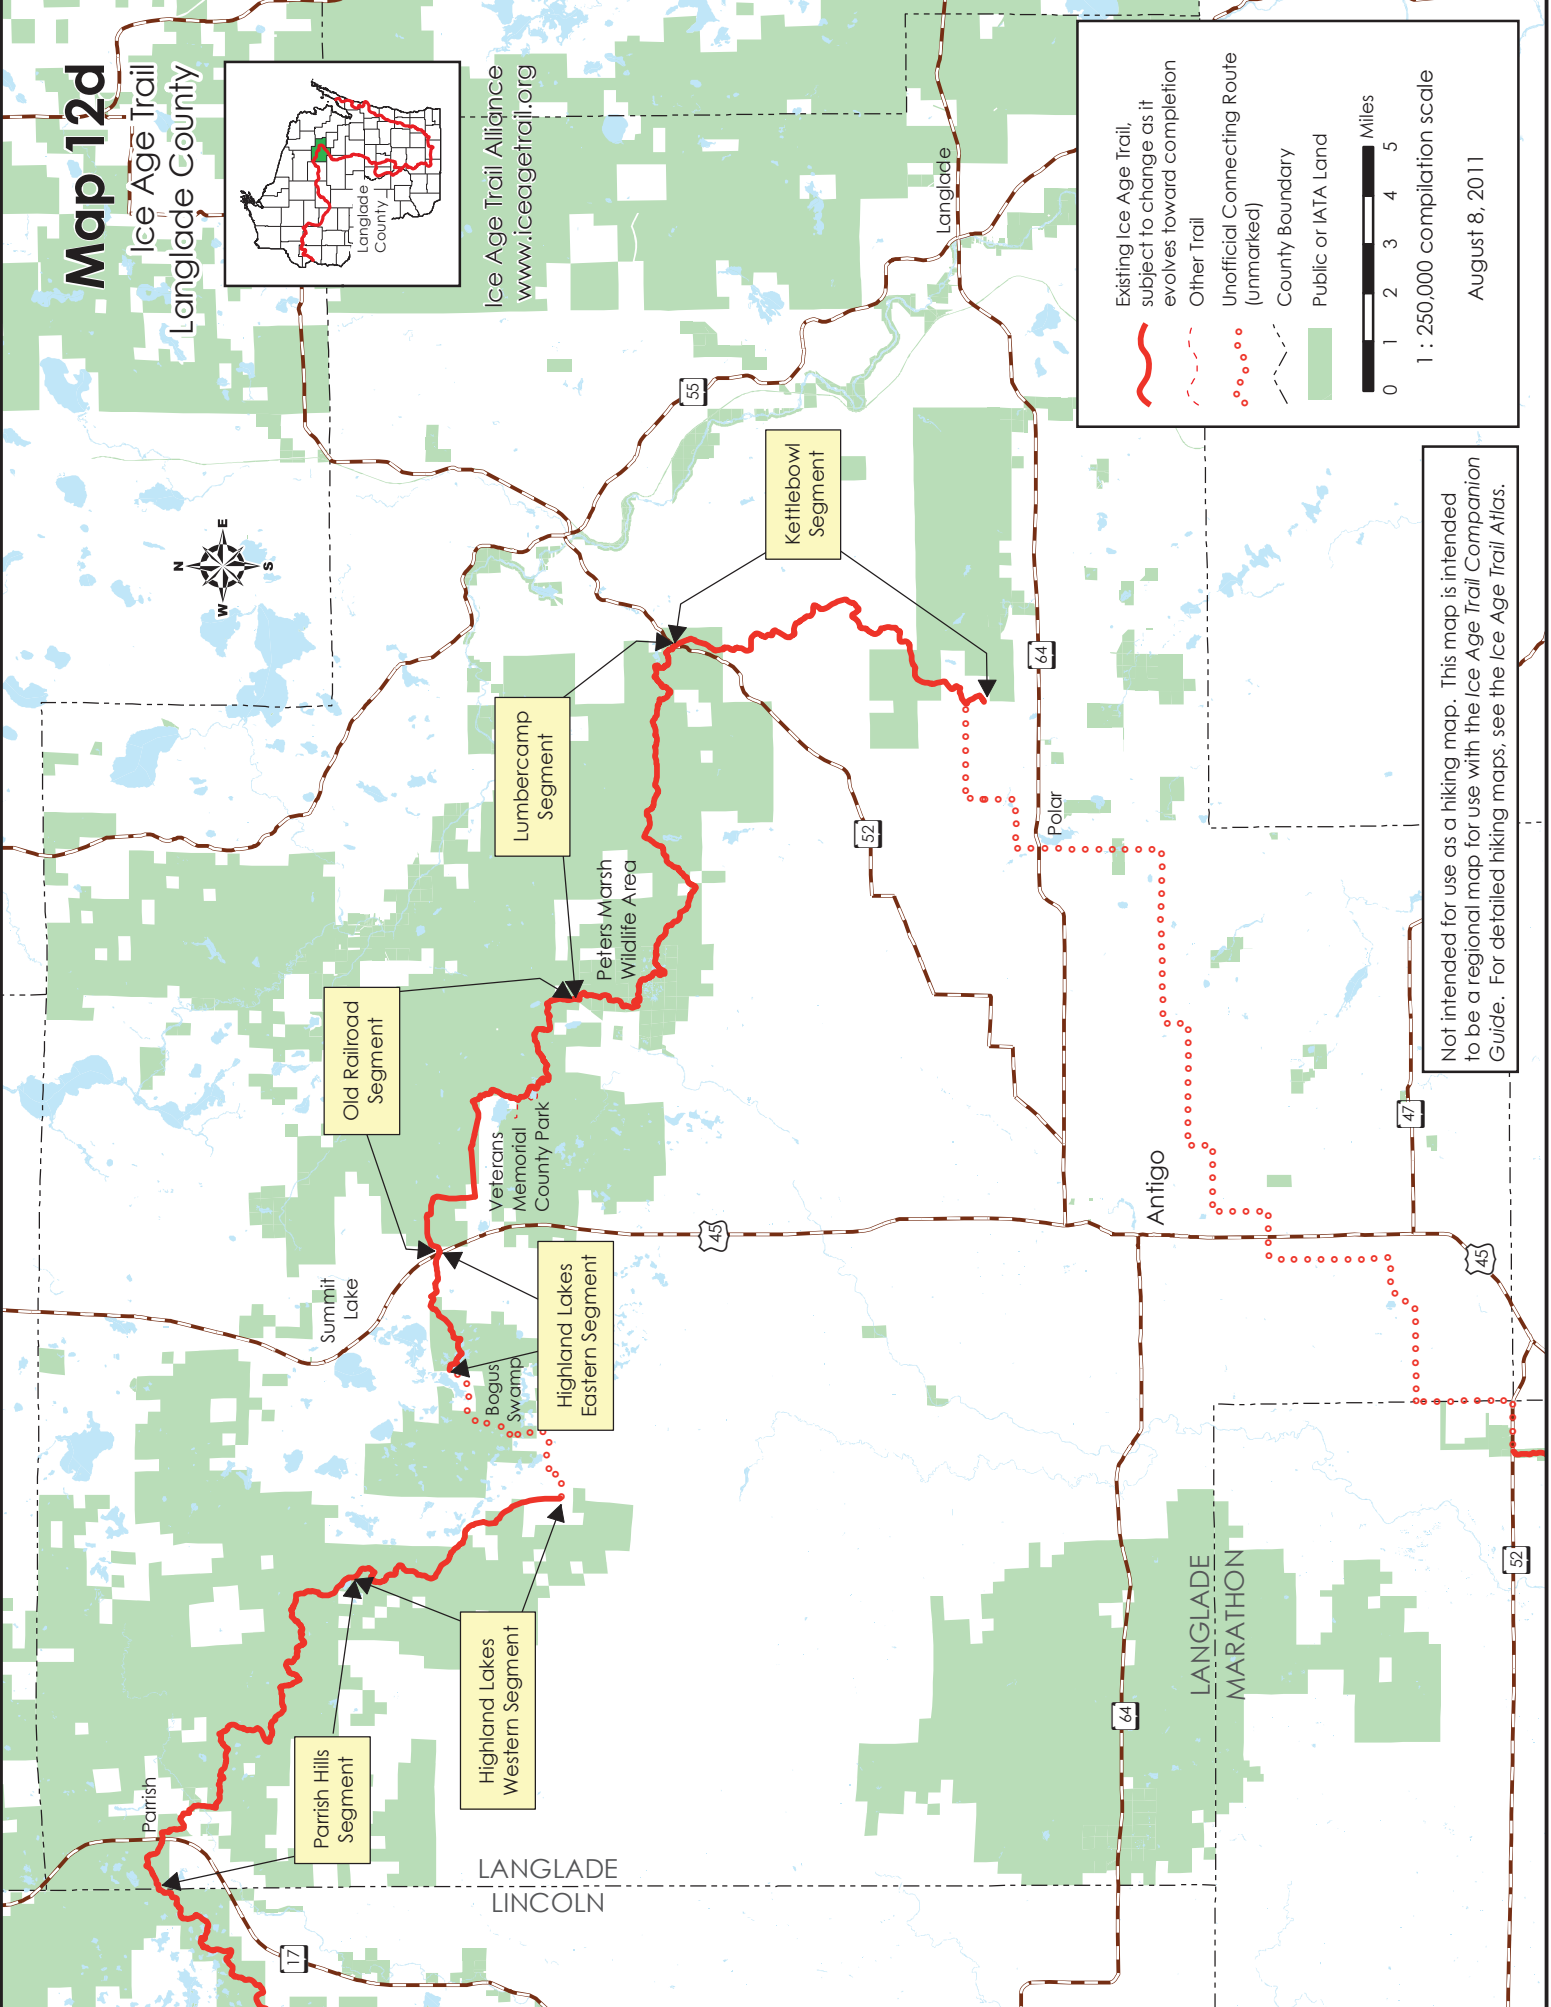 Map 12d
Ice Age Trail
Langlade County
Langlade
County
Ice Age Trail Alliance
www.iceagetrail.org
N
W
E
S
Parrish
17
Parrish Hills
Segment
Highland Lakes
Western Segment
LANGLADE
LINCOLN
Summit
Lake
Bogus
Swamp
Highland Lakes
Eastern Segment
Old Railroad
Segment
Veterans
Memorial
County Park
Lumbercamp
Segment
Peters Marsh
Wildlife Area
Kettlebowl
Segment
55
Langlade
45
52
64
Polar
Antigo
64
LANGLADE
MARATHON
47
45
52
Existing Ice Age Trail,
subject to change as it
evolves toward completion
Other Trail
Unofficial Connecting Route
(unmarked)
County Boundary
Public or IATA Land
0 1 2 3 4 5 Miles
1 : 250,000 compilation scale
August 8, 2011
Not intended for use as a hiking map. This map is intended
to be a regional map for use with the Ice Age Trail Companion
Guide. For detailed hiking maps, see the Ice Age Trail Atlas.